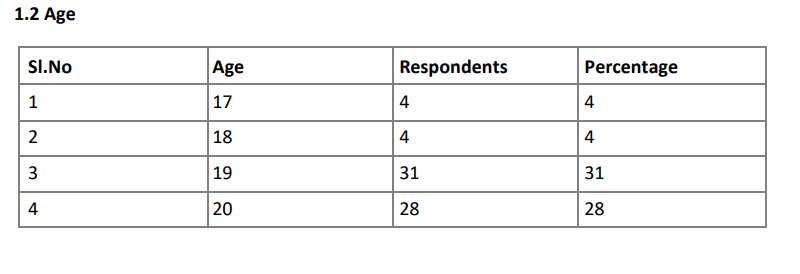 1.2 Age
Sl.No Age Respondents Percentage
1 17 4 4
2 18 4 4
3 19 31 31
4 20 28 28